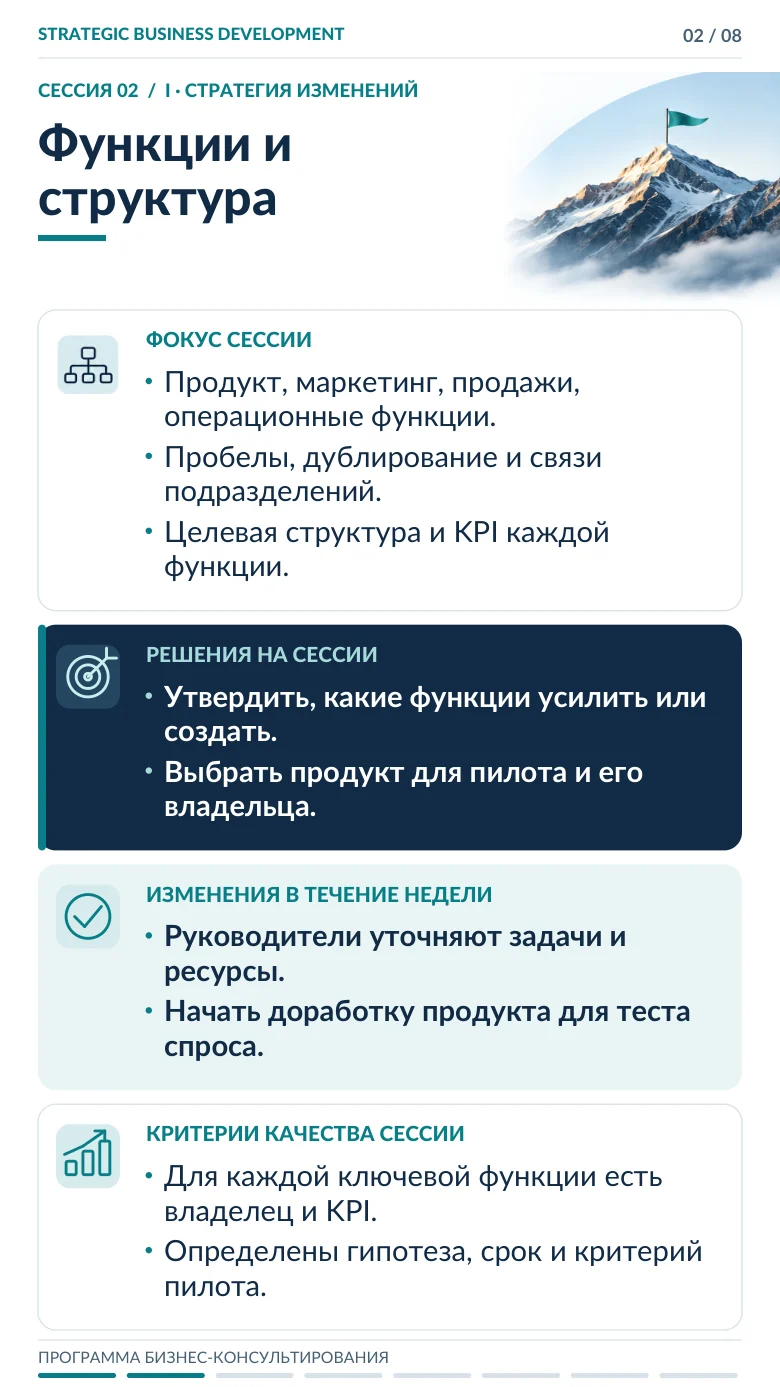 STRATEGIC BUSINESS DEVELOPMENT
02 / 08
СЕССИЯ 02 / I · СТРАТЕГИЯ ИЗМЕНЕНИЙ
Функции и
структура
ФОКУС СЕССИИ
• Продукт, маркетинг, продажи,
операционные функции.
• Пробелы, дублирование и связи
подразделений.
• Целевая структура и KPI каждой
функции.
РЕШЕНИЯ НА СЕССИИ
• Утвердить, какие функции усилить или
создать.
• Выбрать продукт для пилота и его
владельца.
ИЗМЕНЕНИЯ В ТЕЧЕНИЕ НЕДЕЛИ
• Руководители уточняют задачи и
ресурсы.
• Начать доработку продукта для теста
спроса.
КРИТЕРИИ КАЧЕСТВА СЕССИИ
• Для каждой ключевой функции есть
владелец и KPI.
• Определены гипотеза, срок и критерий
пилота.
ПРОГРАММА БИЗНЕС-КОНСУЛЬТИРОВАНИЯ